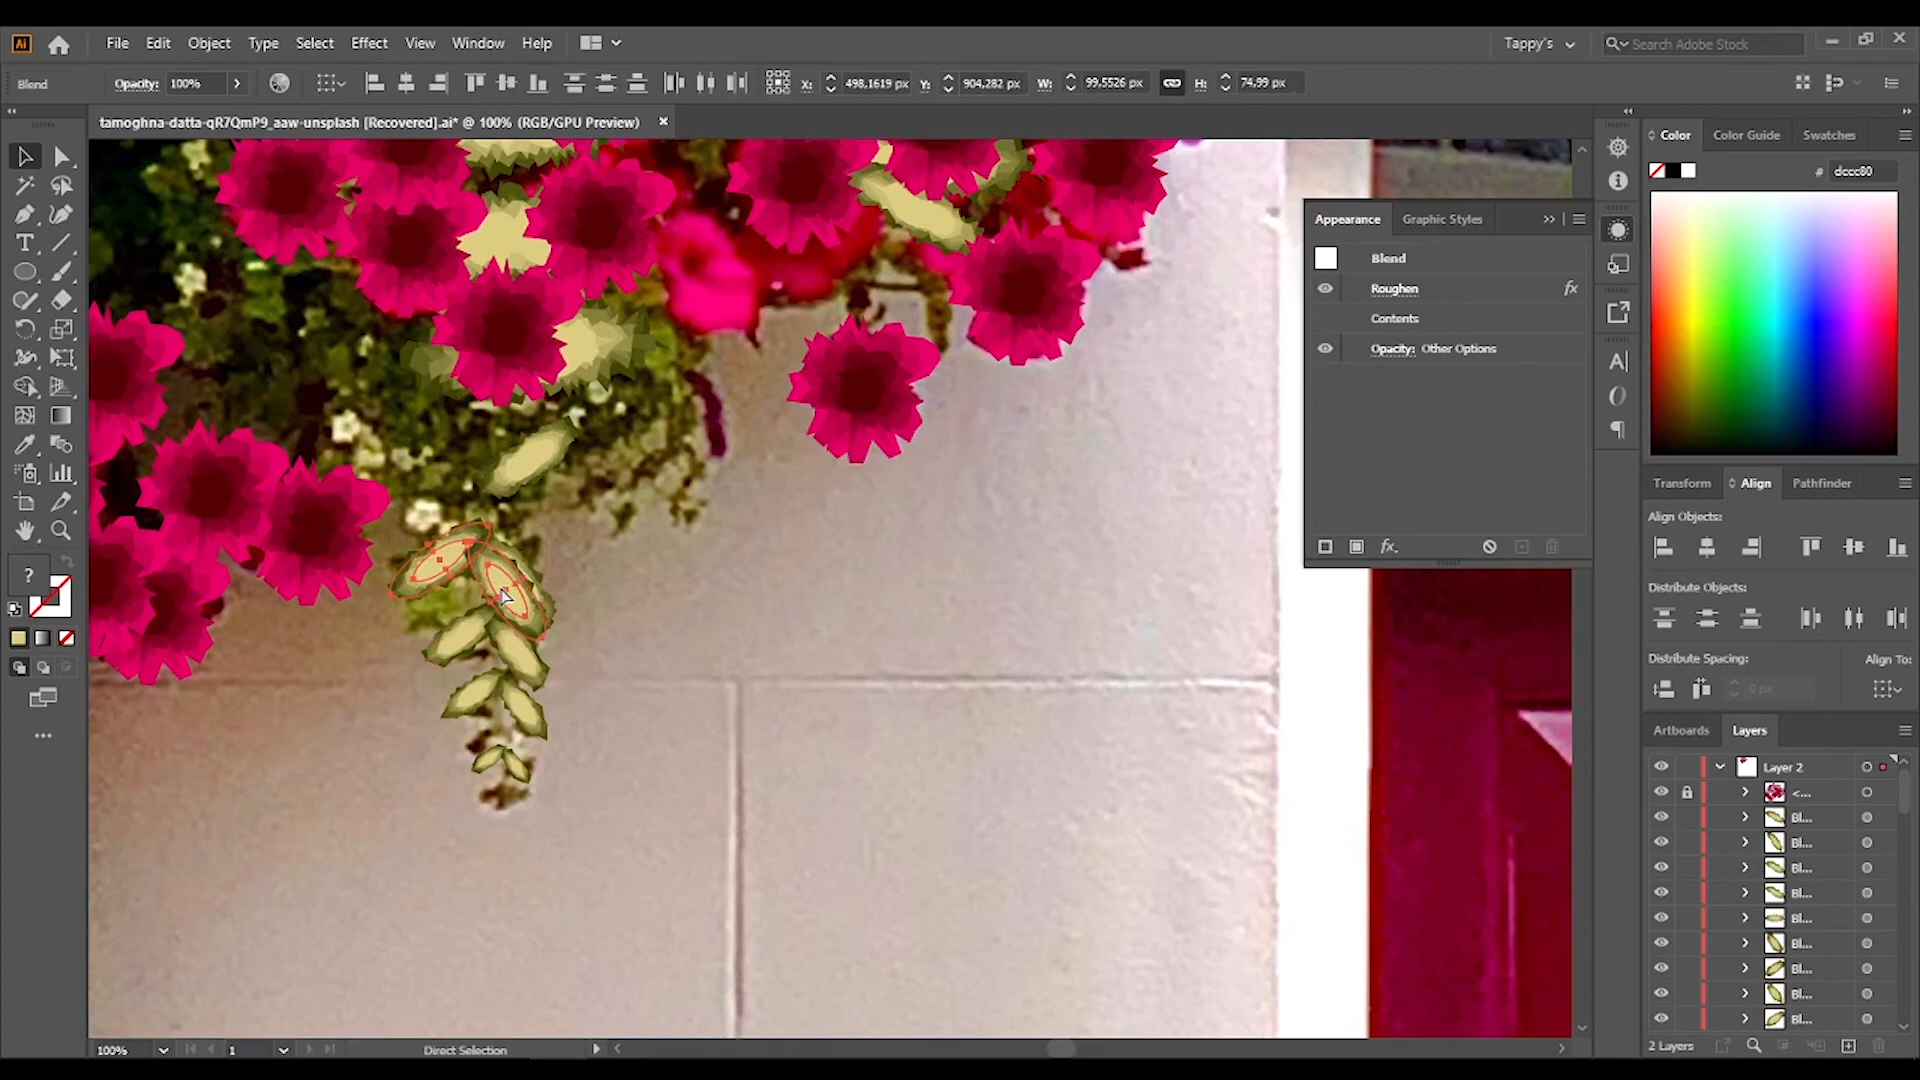 Ai File Edit Object Type Select Effect View Window Help Tappy's Search Adobe Stock
Blend Opacity: 100% X: 498,1619 px Y: 904,282 px W: 99,5526 px H: 74,99 px
tamoghna-datta-qR7QmP9_aaw-unsplash [Recovered].ai* @ 100% (RGB/GPU Preview)
Color Color Guide Swatches
# dccc80
Appearance Graphic Styles
Blend
Roughen fx
Contents
Opacity: Other Options
fx.
Transform Align Pathfinder
Align Objects:
Distribute Objects:
Distribute Spacing: Align To:
0 px
Artboards Layers
Layer 2
<...
Bl...
Bl...
Bl...
Bl...
Bl...
Bl...
Bl...
Bl...
Bl...
2 Layers
100% 1 Direct Selection